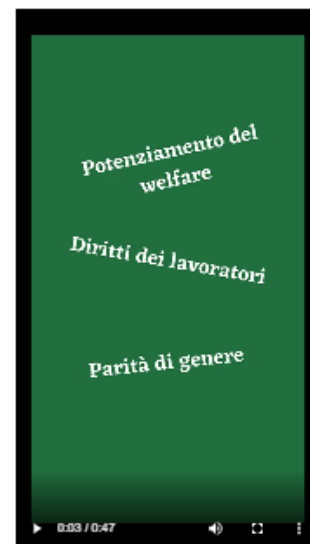 Potenziamento del
welfare
Diritti dei lavoratori
Parità di genere
0:03 / 0:47